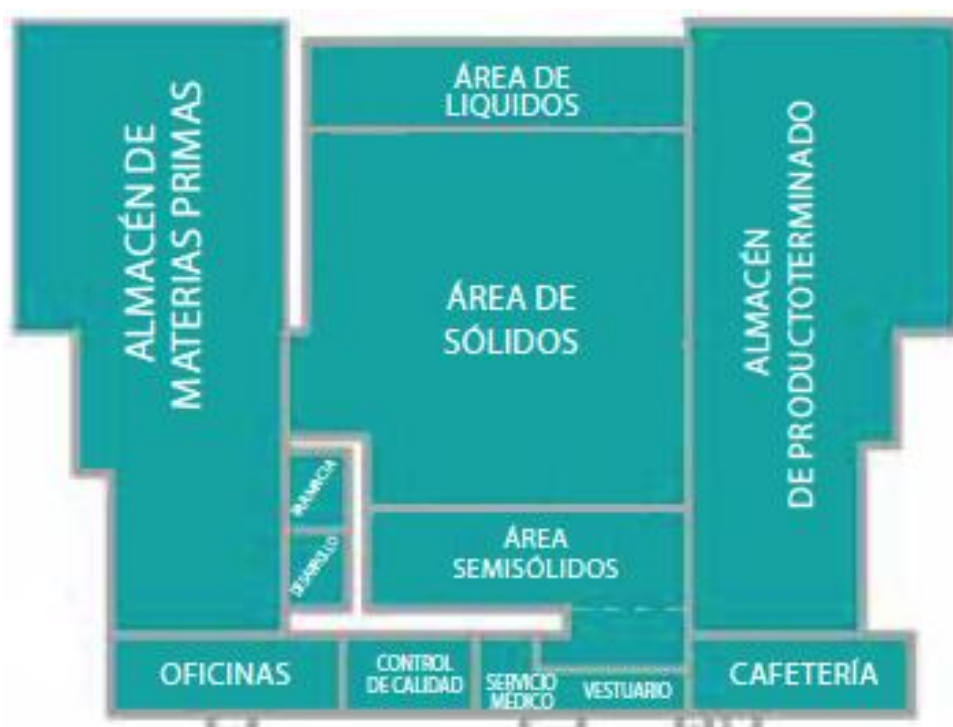 ÁREA DE
LIQUIDOS
ALMACÉN DE
MATERIAS PRIMAS
ÁREA DE
SÓLIDOS
ALMACÉN
DE PRODUCTOTERMINADO
DESARROLLO
ÁREA
SEMISÓLIDOS
OFICINAS
CONTROL
DE CALIDAD
SERVICIO
MÉDICO
VESTUARIO
CAFETERÍA